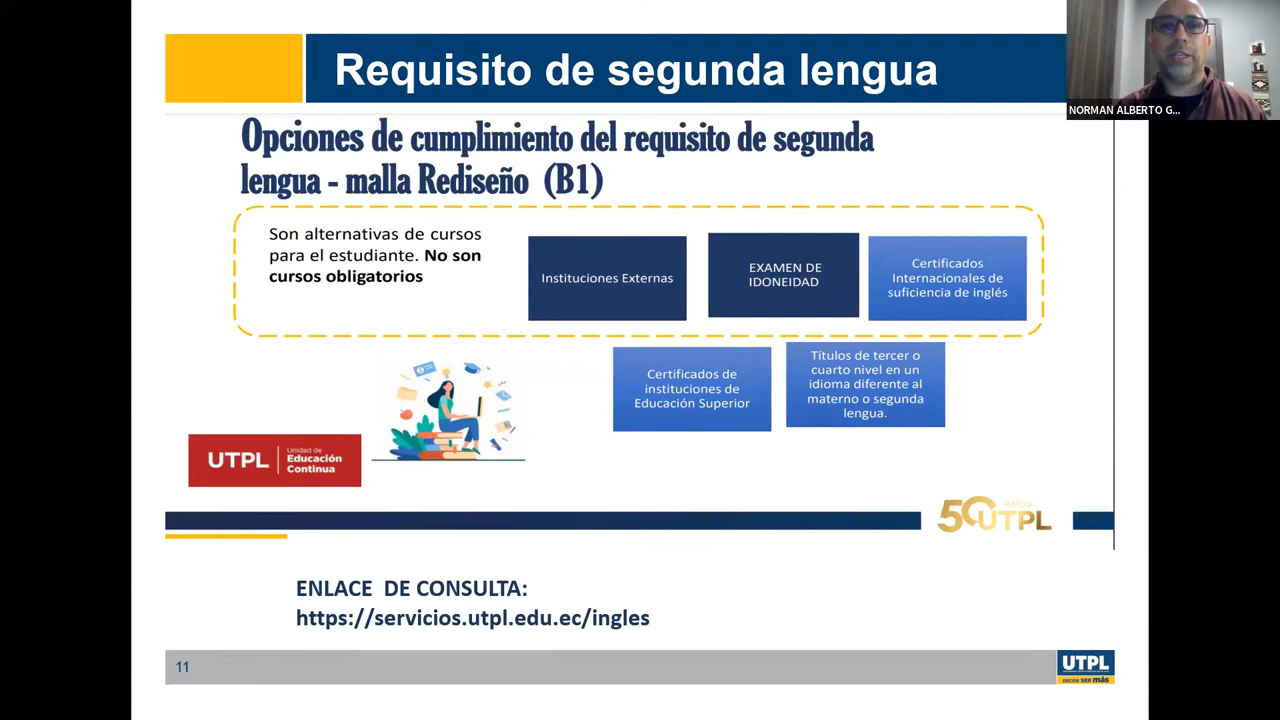 Requisito de segunda lengua
NORMAN ALBERTO G...
Opciones de cumplimiento del requisito de segunda
lengua - malla Rediseño (B1)
Son alternativas de cursos
para el estudiante. No son
cursos obligatorios
Instituciones Externas
EXAMEN DE
IDONEIDAD
Certificados
Internacionales de
suficiencia de inglés
Certificados de
instituciones de
Educación Superior
Títulos de tercer o
cuarto nivel en un
idioma diferente al
materno o segunda
lengua.
UTPL
Unidad de
Educación
Continua
50 AÑOS
UTPL
ENLACE DE CONSULTA:
https://servicios.utpl.edu.ec/ingles
11
UTPL
DECIDE SER más